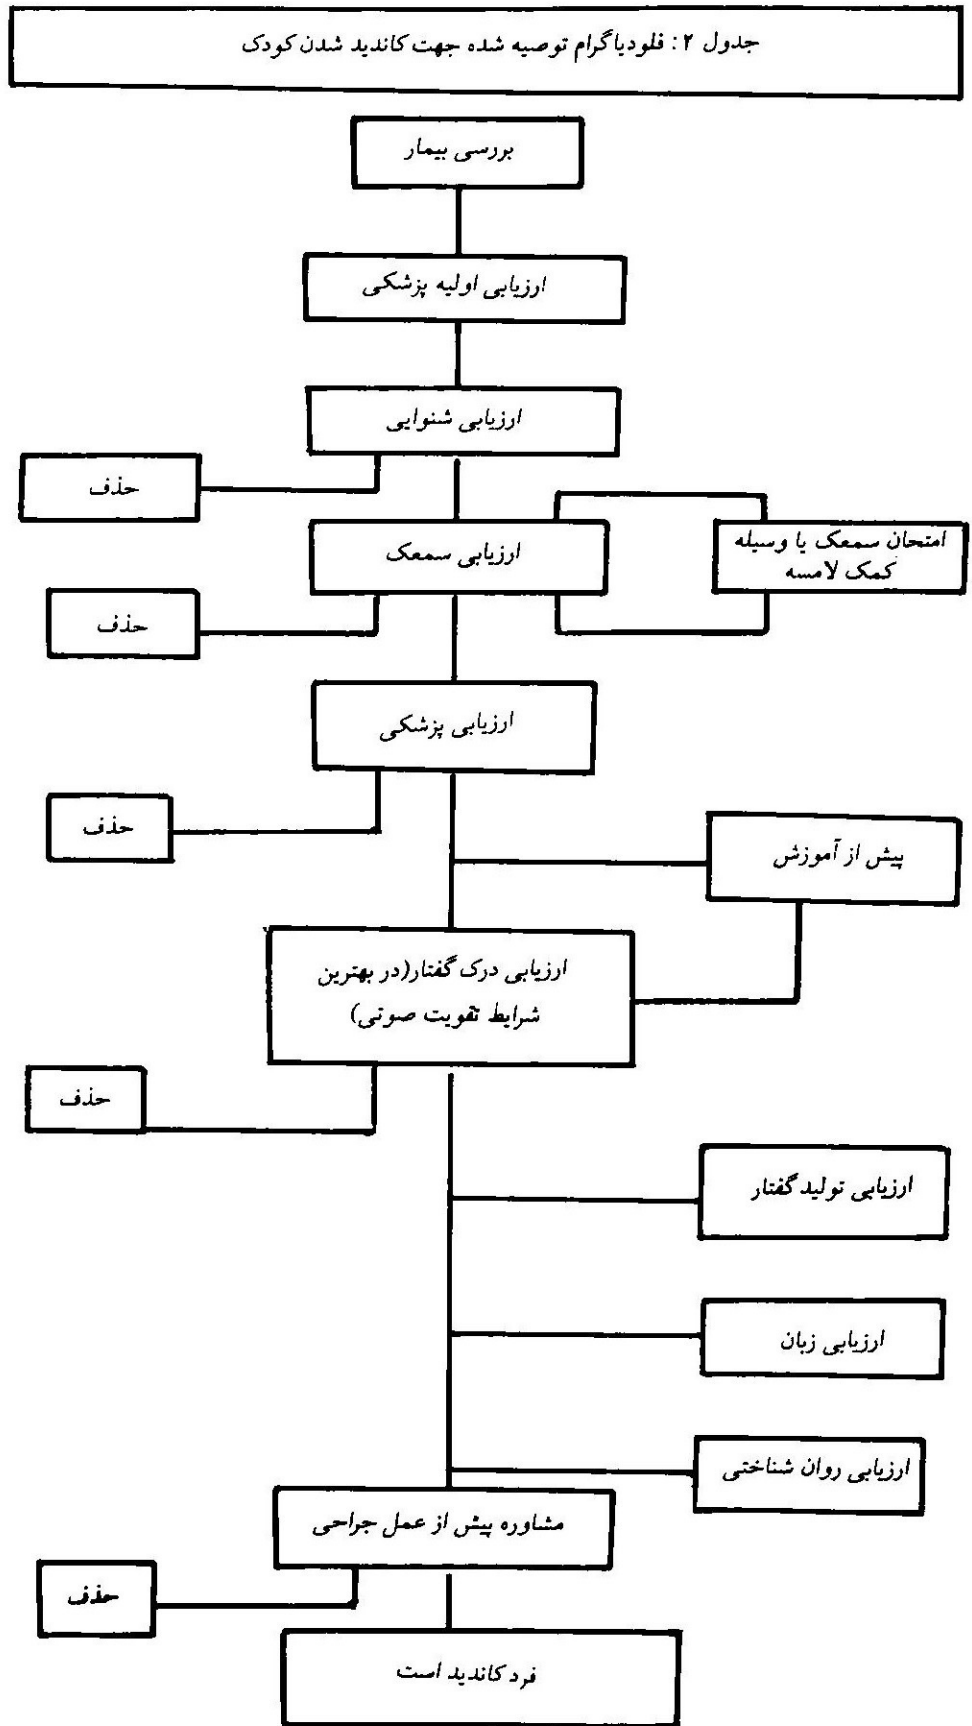 جدول ۲: فلودیاگرام توصیه شده جهت کاندید شدن کودک
بررسی بیمار
ارزیابی اولیه پزشکی
ارزیابی شنوایی
حذف
ارزیابی سمعک
امتحان سمعک یا وسیله
کمک لامسه
حذف
ارزیابی پزشکی
حذف
پیش از آموزش
ارزیابی درک گفتار(در بهترین
شرایط تقویت صوتی)
حذف
ارزیابی تولید گفتار
ارزیابی زبان
ارزیابی روان شناختی
مشاوره پیش از عمل جراحی
حذف
فرد کاندید است